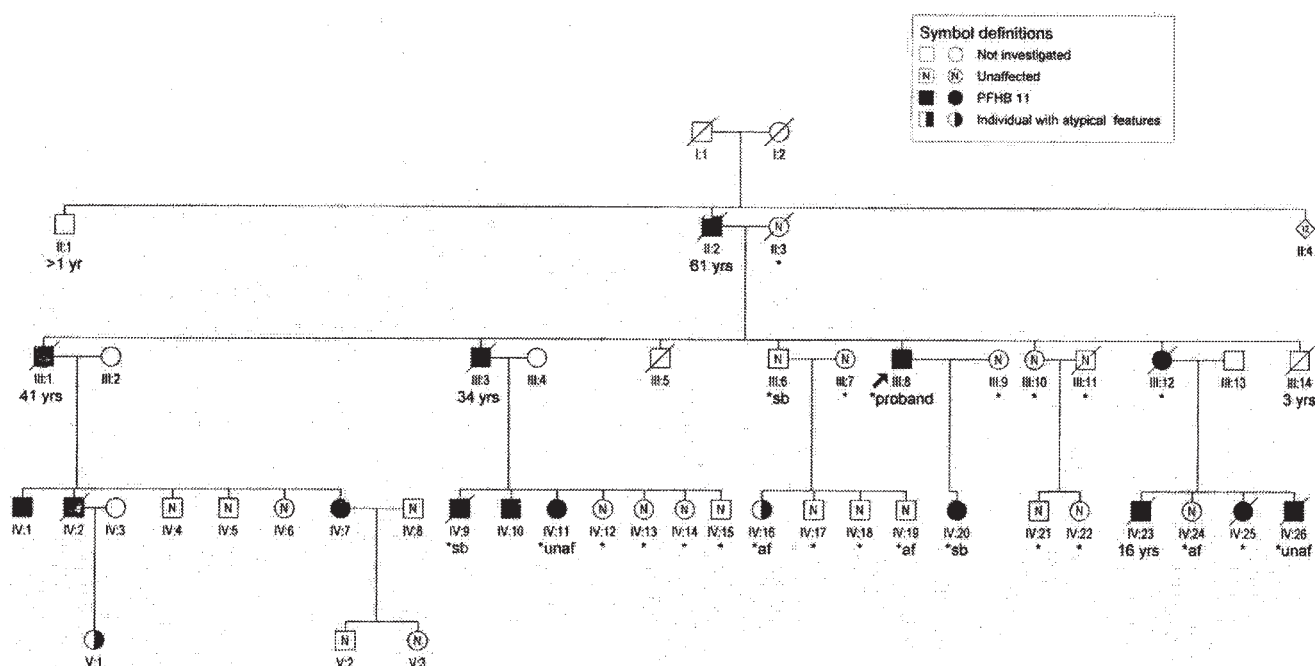 Symbol definitions
Not investigated
N N Unaffected
PFHB 11
Individual with atypical features
I:1 I:2
N 12
II:1 II:2 II:3 II:4
>1 yr 61 yrs *
N N N N
III:1 III:2 III:3 III:4 III:5 III:6 III:7 III:8 III:9 III:10 III:11 III:12 III:13 III:14
41 yrs 34 yrs *sb * *proband * * * * 3 yrs
N N N N N N N N N N N N N N
IV:1 IV:2 IV:3 IV:4 IV:5 IV:6 IV:7 IV:8 IV:9 IV:10 IV:11 IV:12 IV:13 IV:14 IV:15 IV:16 IV:17 IV:18 IV:19 IV:20 IV:21 IV:22 IV:23 IV:24 IV:25 IV:26
*sb *unaf * * * * *af * * *af *sb * * 16 yrs *af * *unaf
N N
V:1 V:2 V:3